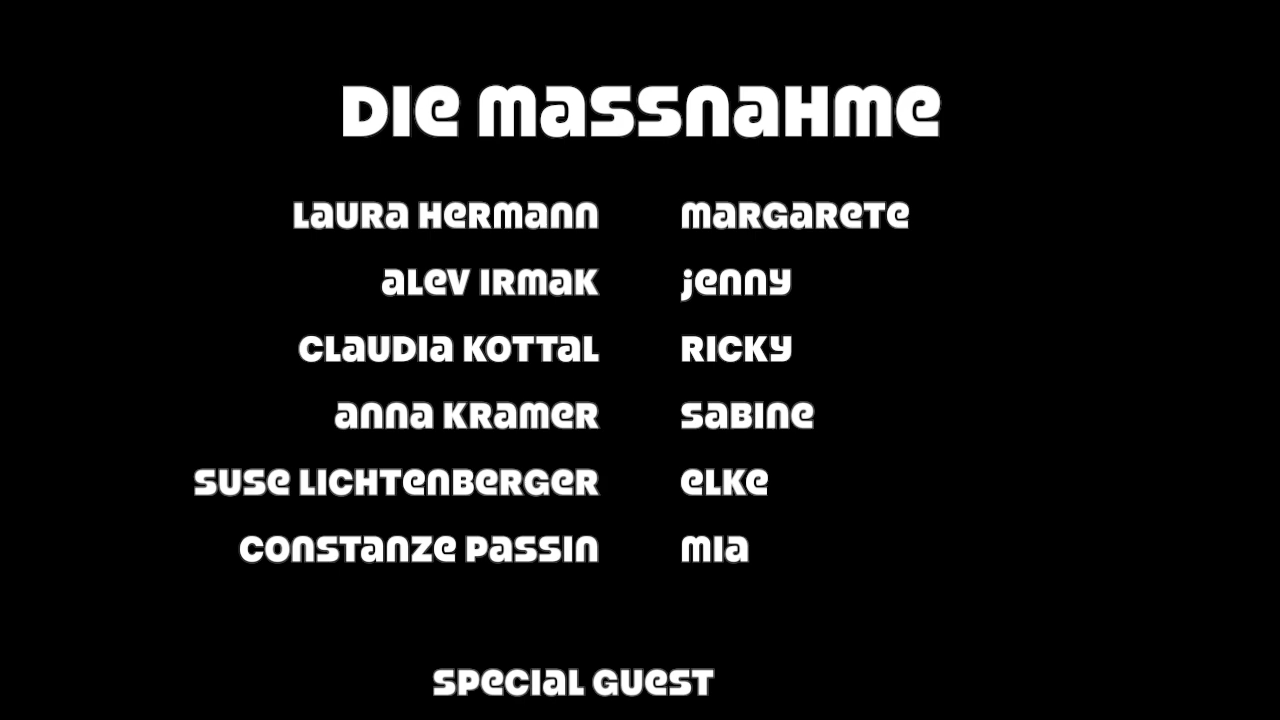 DIE MASSNAHME
LAURA HERMANN MARGARETE
ALEV IRMAK JENNY
CLAUDIA KOTTAL RICKY
ANNA KRAMER SABINE
SUSE LICHTENBERGER ELKE
CONSTANZE PASSIN MIA
SPECIAL GUEST